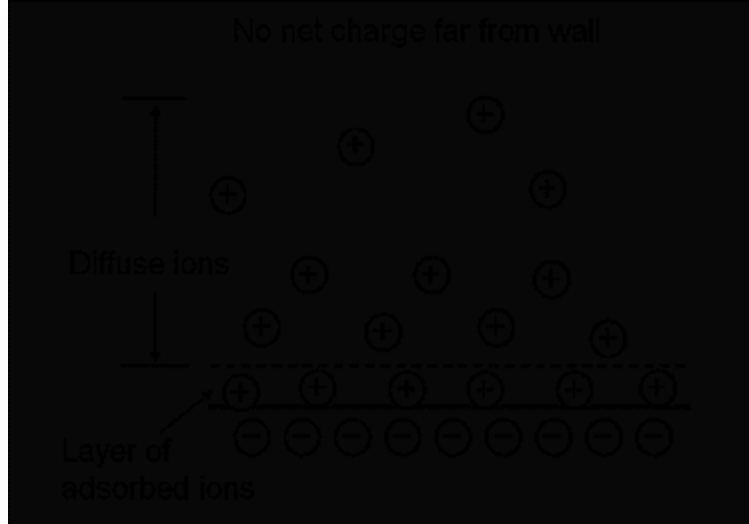 No net charge far from wall
Diffuse ions
Layer of
adsorbed ions